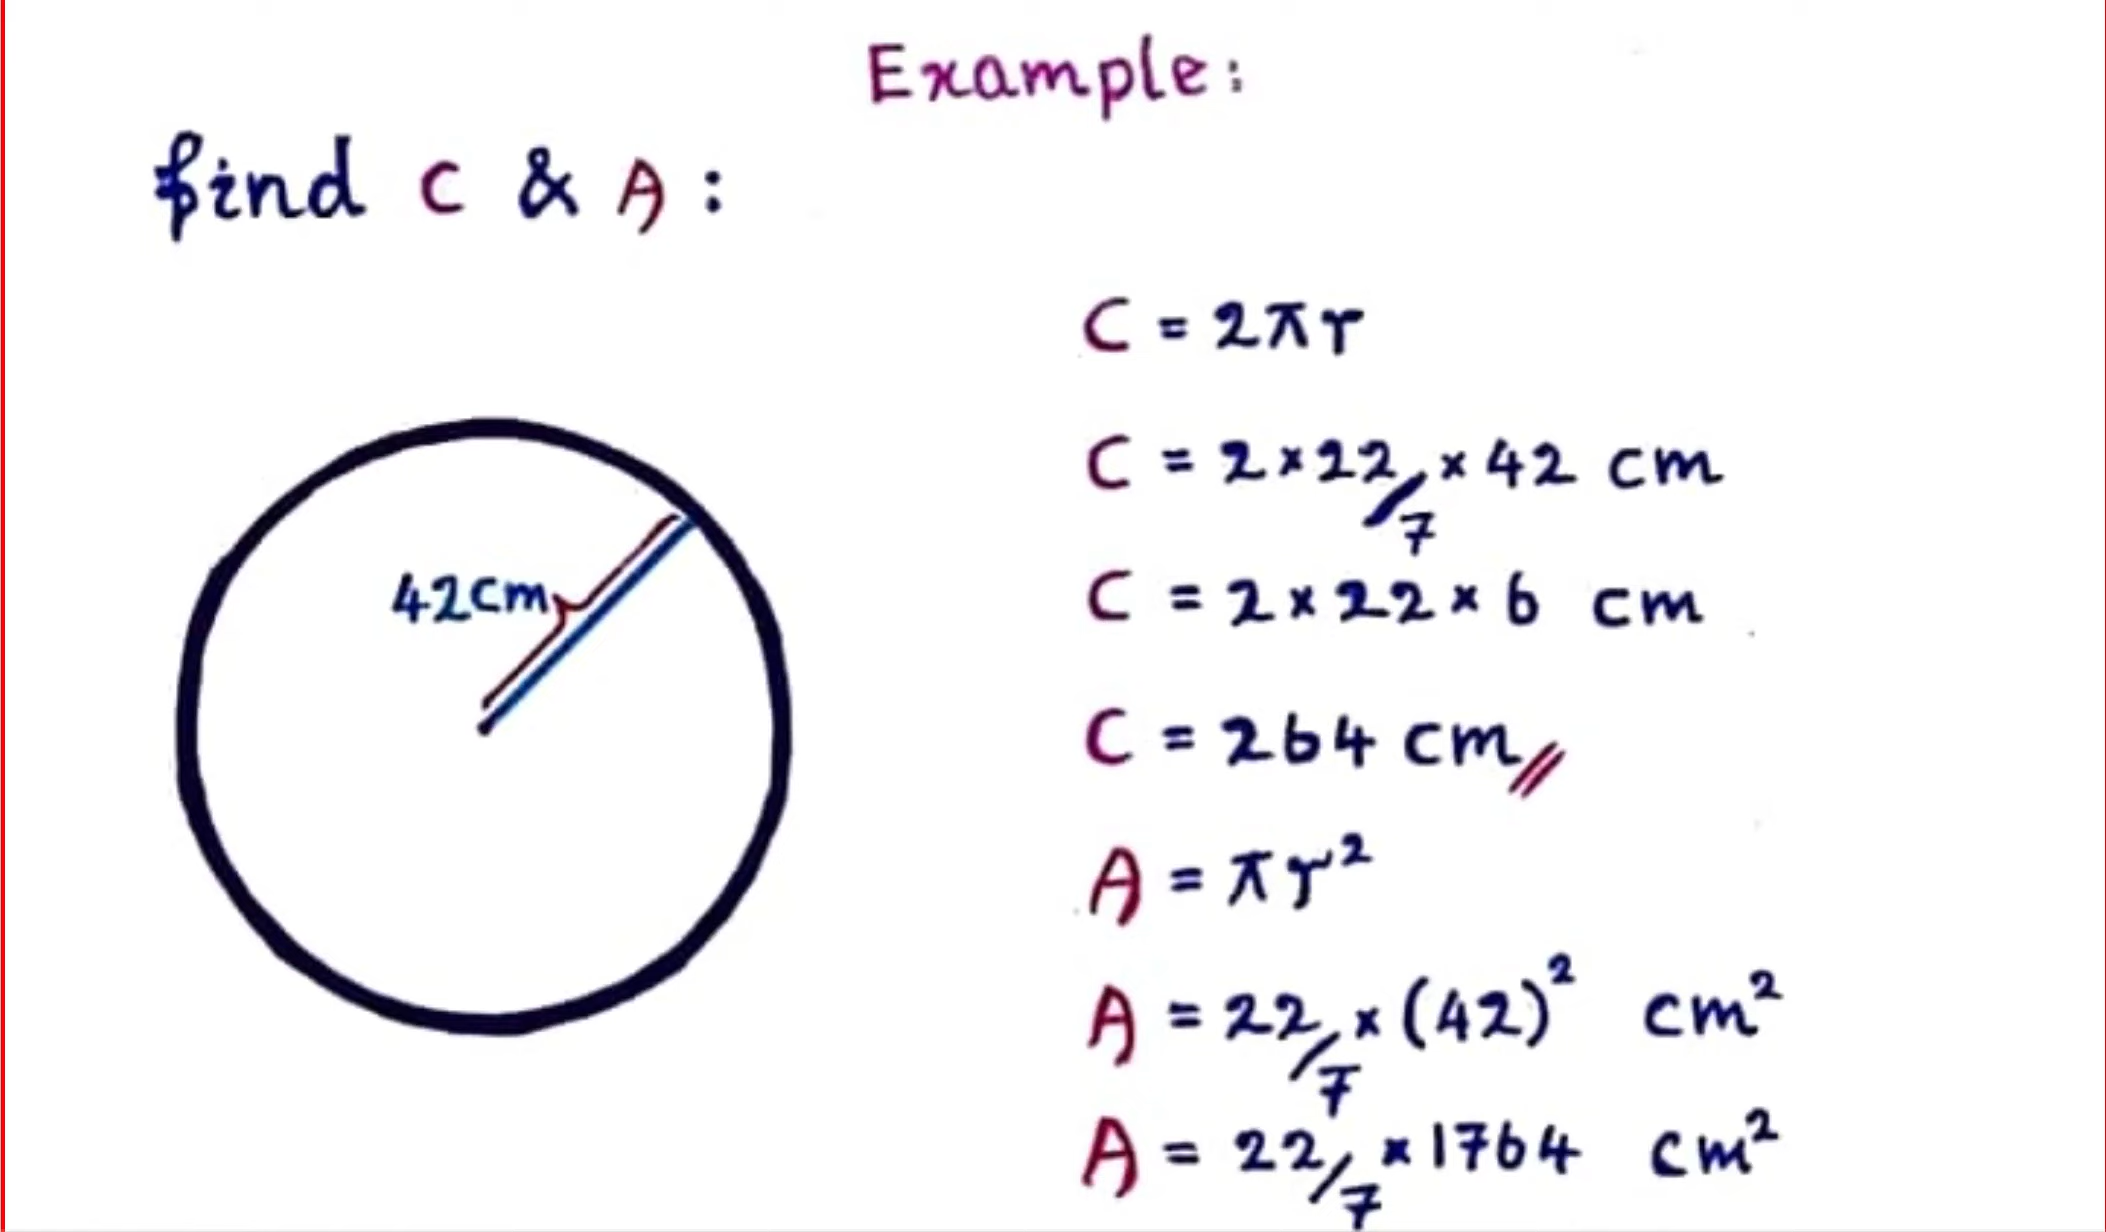 Example:
find C & A :
42cm
C = 2πr
C = 2×22/7 × 42 cm
C = 2 × 22 × 6 cm
C = 264 cm //
A = πr²
A = 22/7 × (42)² cm²
A = 22/7 × 1764 cm²